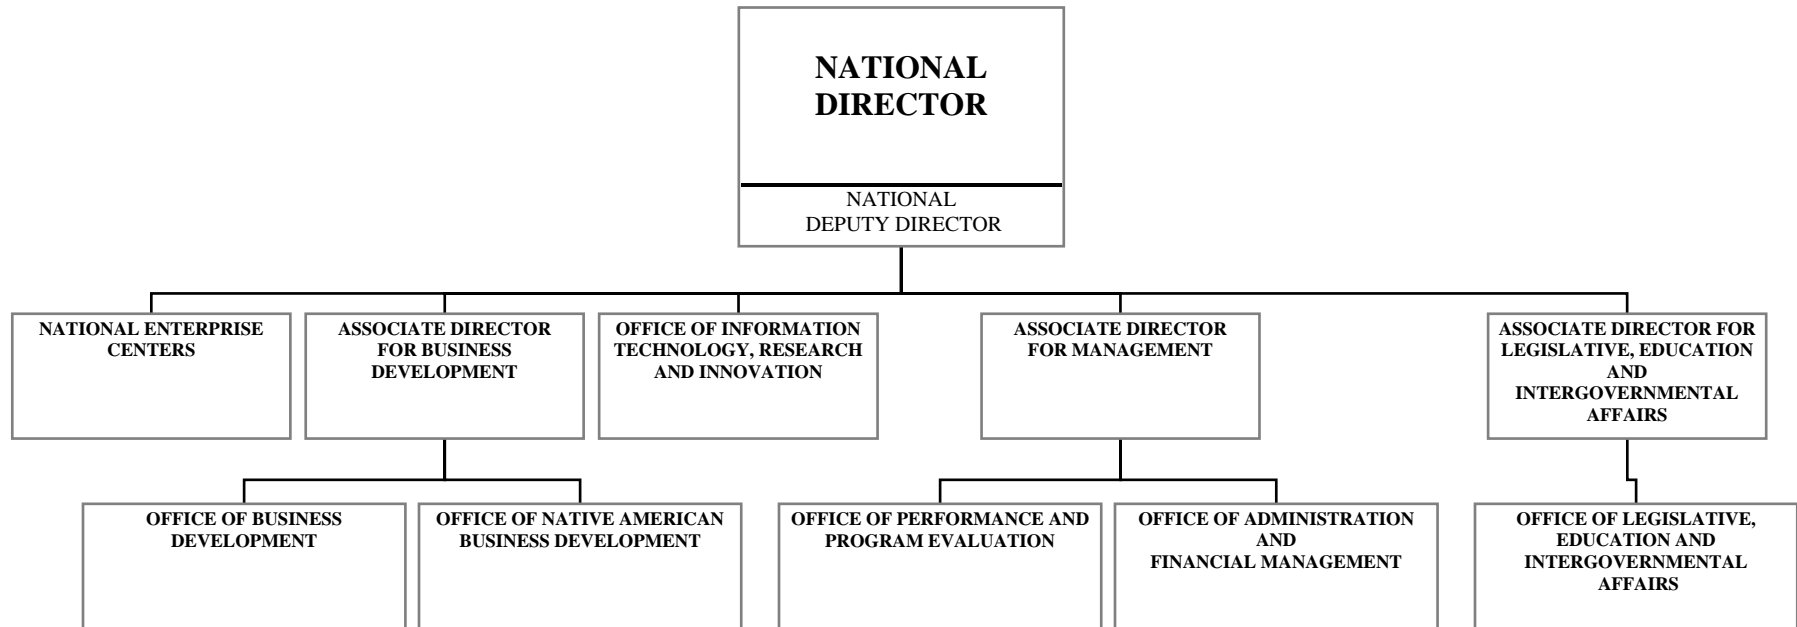 NATIONAL
DIRECTOR
NATIONAL
DEPUTY DIRECTOR
NATIONAL ENTERPRISE
CENTERS
ASSOCIATE DIRECTOR
FOR BUSINESS
DEVELOPMENT
OFFICE OF INFORMATION
TECHNOLOGY, RESEARCH
AND INNOVATION
ASSOCIATE DIRECTOR
FOR MANAGEMENT
ASSOCIATE DIRECTOR FOR
LEGISLATIVE, EDUCATION
AND
INTERGOVERNMENTAL
AFFAIRS
OFFICE OF BUSINESS
DEVELOPMENT
OFFICE OF NATIVE AMERICAN
BUSINESS DEVELOPMENT
OFFICE OF PERFORMANCE AND
PROGRAM EVALUATION
OFFICE OF ADMINISTRATION
AND
FINANCIAL MANAGEMENT
OFFICE OF LEGISLATIVE,
EDUCATION AND
INTERGOVERNMENTAL
AFFAIRS